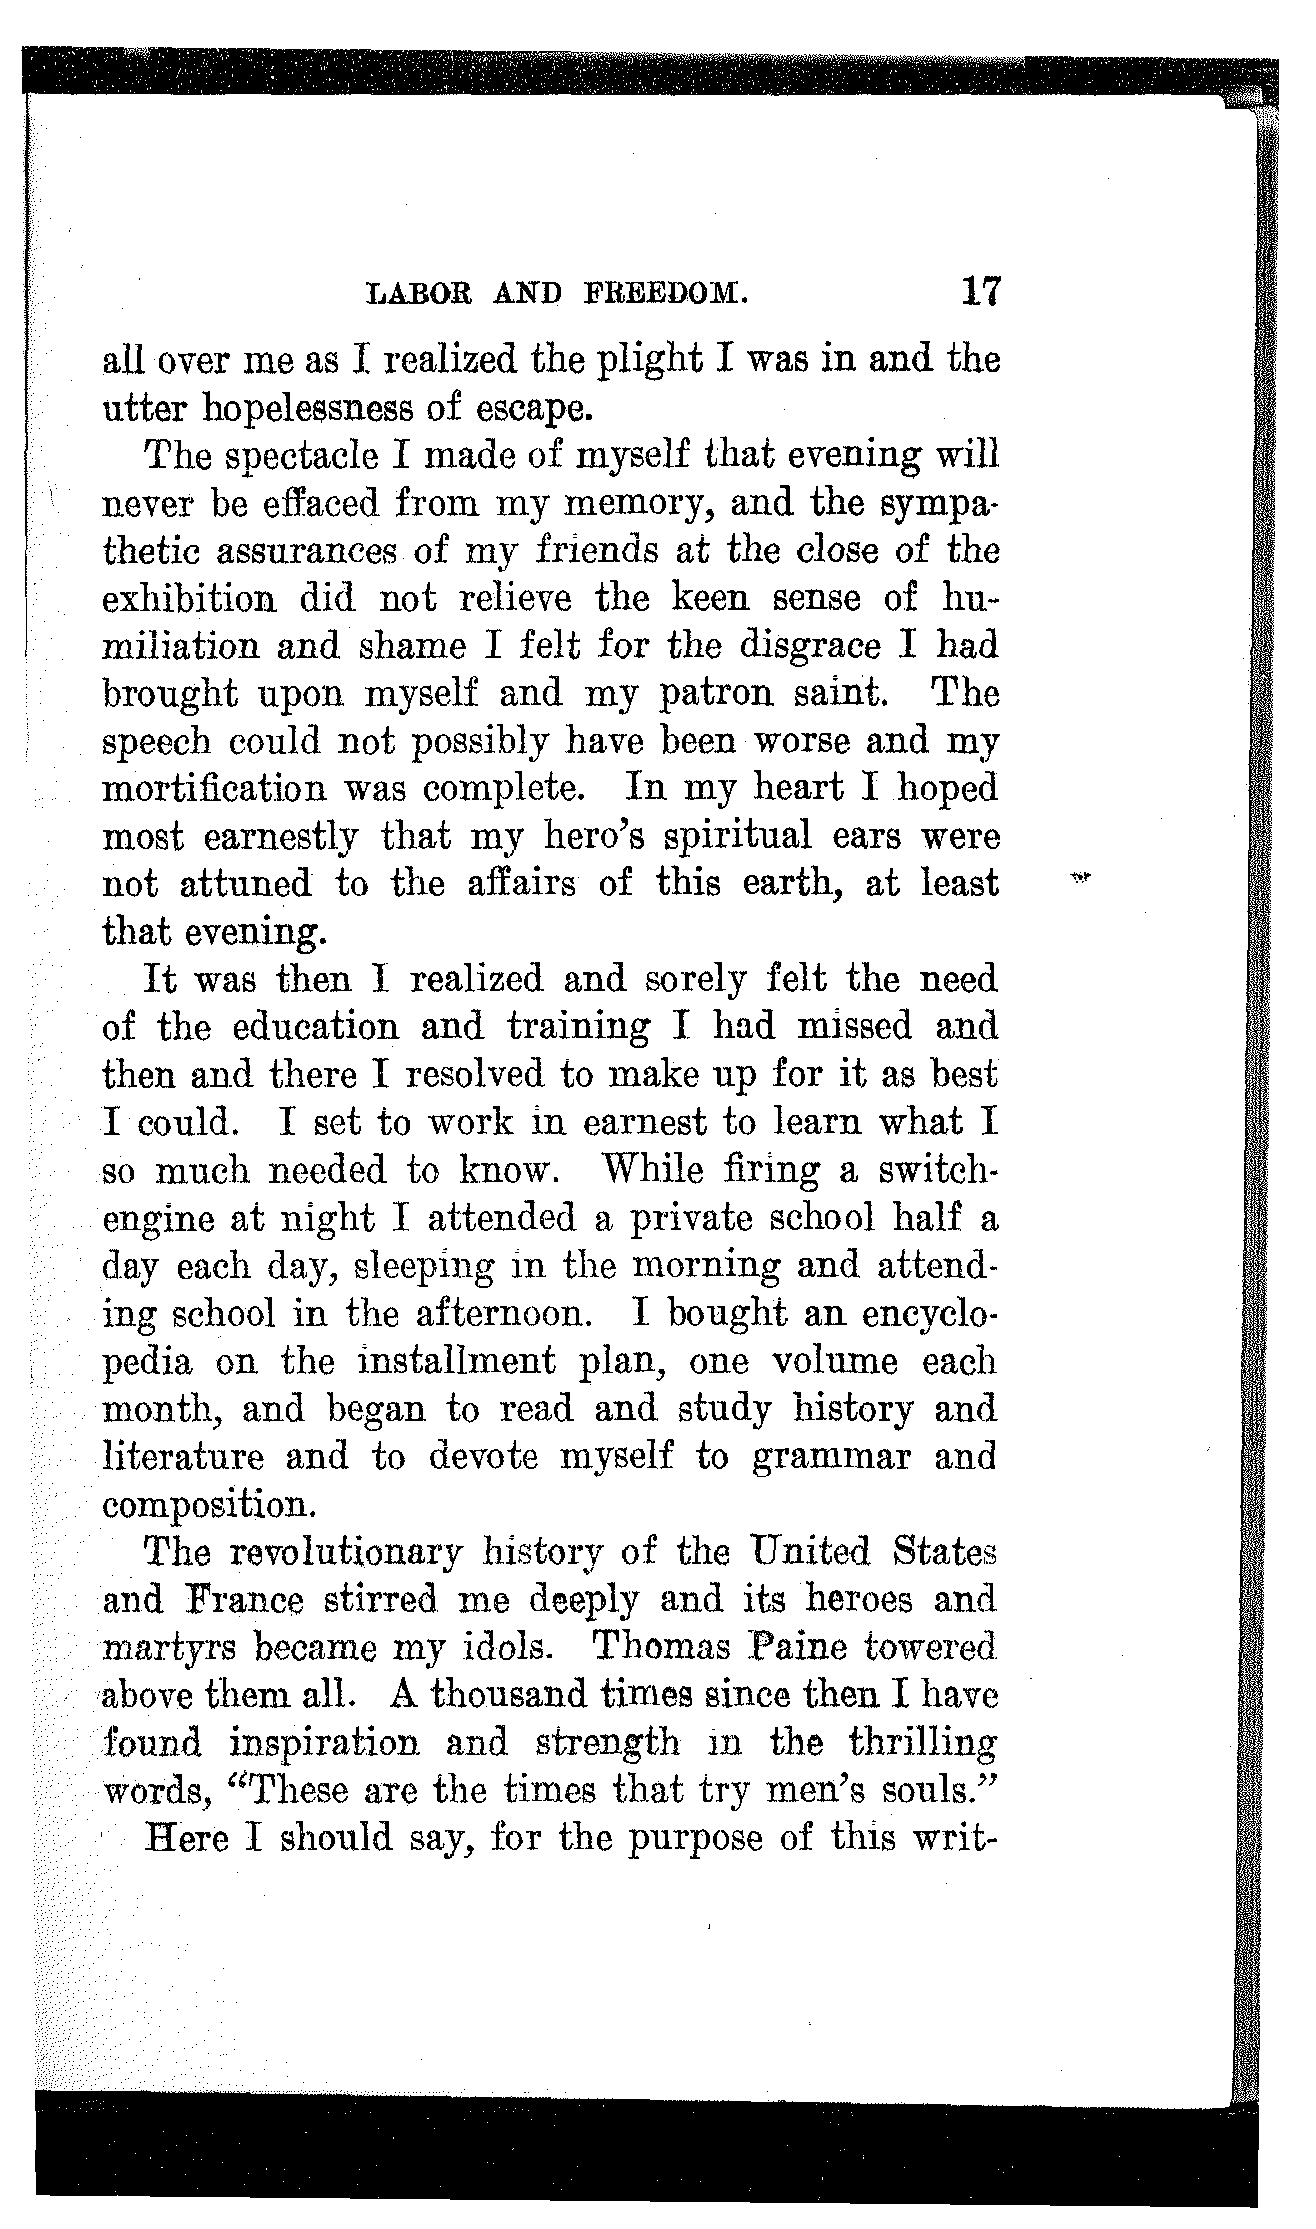 LABOR AND FREEDOM. 17
all over me as I realized the plight I was in and the
utter hopelessness of escape.
The spectacle I made of myself that evening will
never be effaced from my memory, and the sympa-
thetic assurances of my friends at the close of the
exhibition did not relieve the keen sense of hu-
miliation and shame I felt for the disgrace I had
brought upon myself and my patron saint. The
speech could not possibly have been worse and my
mortification was complete. In my heart I hoped
most earnestly that my hero's spiritual ears were
not attuned to the affairs of this earth, at least
that evening.
It was then I realized and sorely felt the need
of the education and training I had missed and
then and there I resolved to make up for it as best
I could. I set to work in earnest to learn what I
so much needed to know. While firing a switch-
engine at night I attended a private school half a
day each day, sleeping in the morning and attend-
ing school in the afternoon. I bought an encyclo-
pedia on the installment plan, one volume each
month, and began to read and study history and
literature and to devote myself to grammar and
composition.
The revolutionary history of the United States
and France stirred me deeply and its heroes and
martyrs became my idols. Thomas Paine towered
above them all. A thousand times since then I have
found inspiration and strength in the thrilling
words, "These are the times that try men's souls."
Here I should say, for the purpose of this writ-